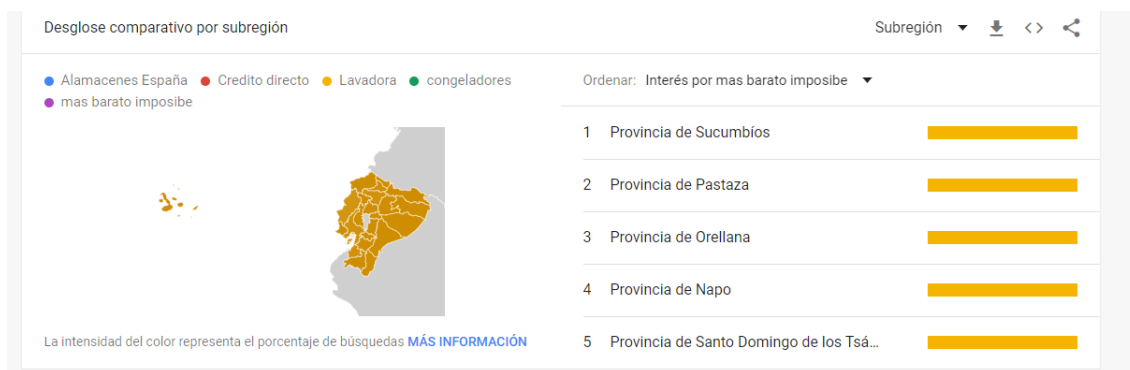 Desglose comparativo por subregión
Subregión
Alamacenes España Credito directo Lavadora congeladores
mas barato imposibe
Ordenar: Interés por mas barato imposibe
1 Provincia de Sucumbíos
2 Provincia de Pastaza
3 Provincia de Orellana
4 Provincia de Napo
5 Provincia de Santo Domingo de los Tsá...
La intensidad del color representa el porcentaje de búsquedas MÁS INFORMACIÓN